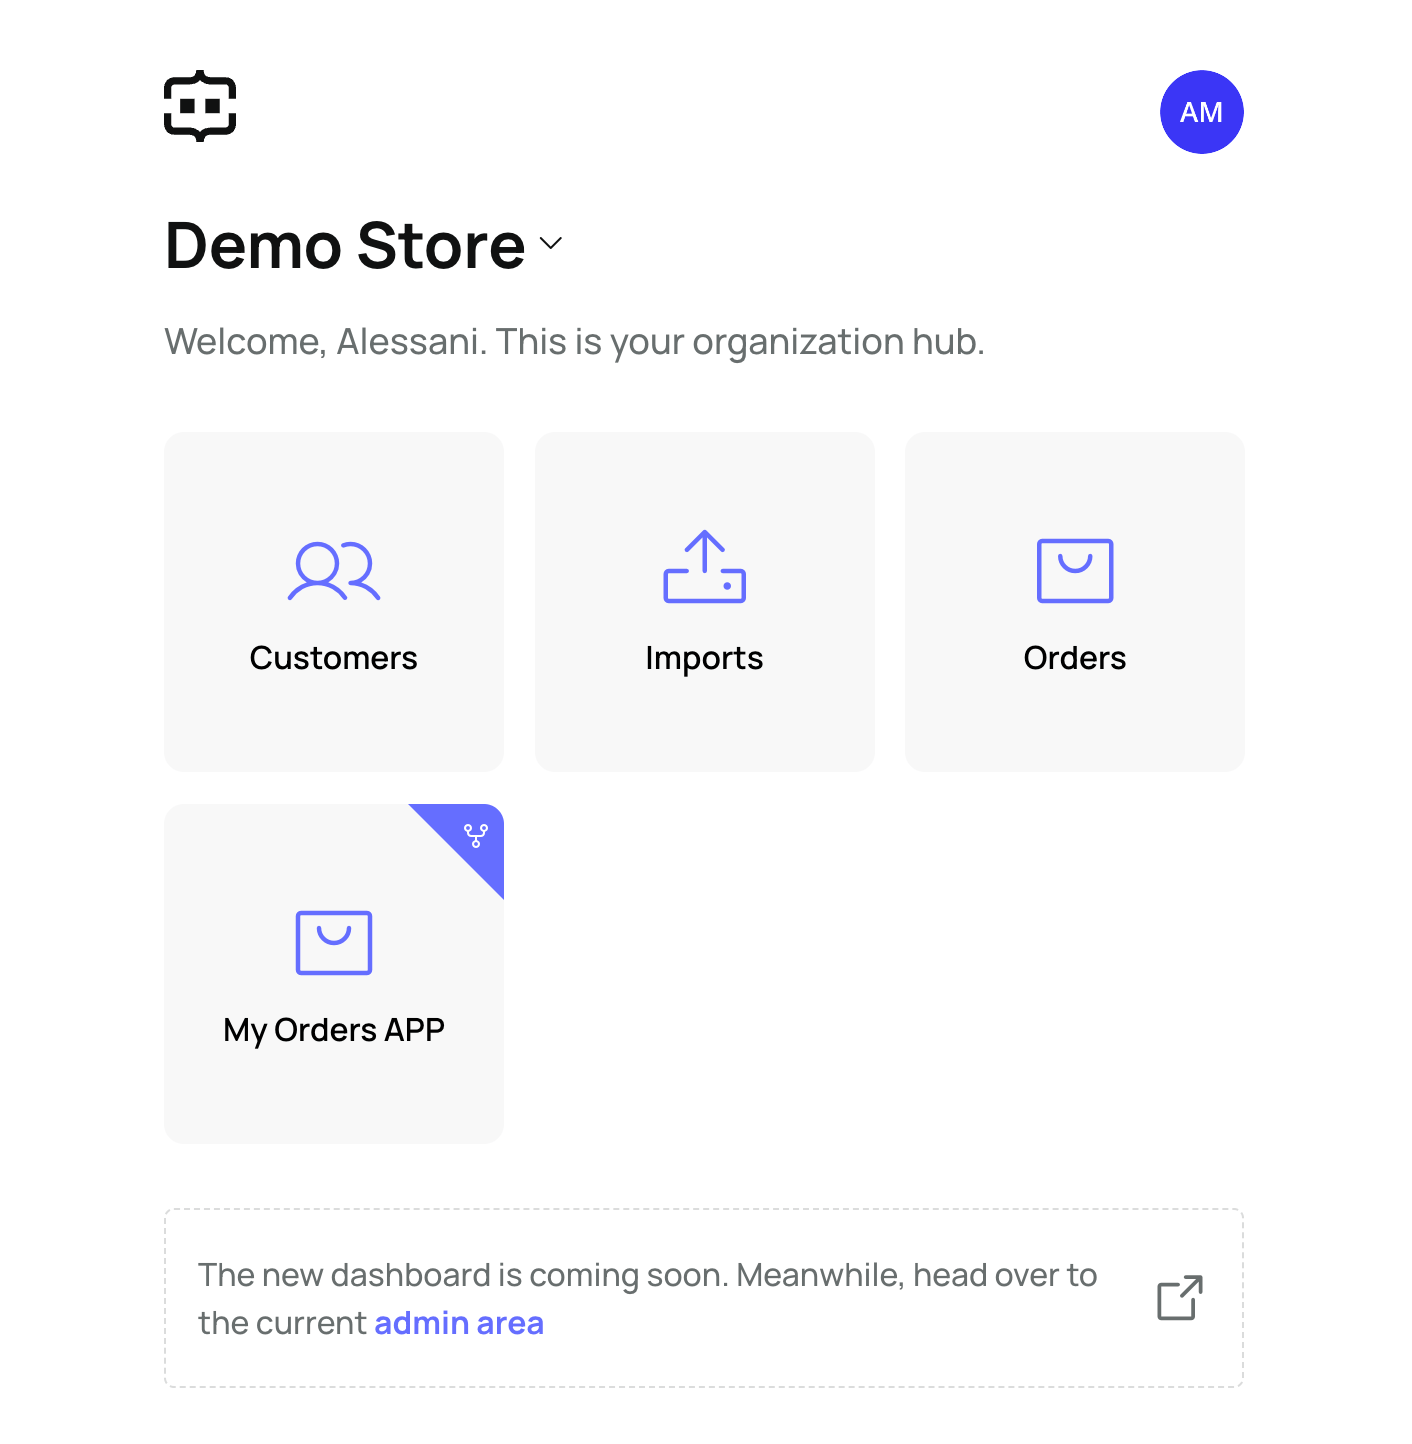 AM
Demo Store
Welcome, Alessani. This is your organization hub.
Customers
Imports
Orders
My Orders APP
The new dashboard is coming soon. Meanwhile, head over to
the current admin area